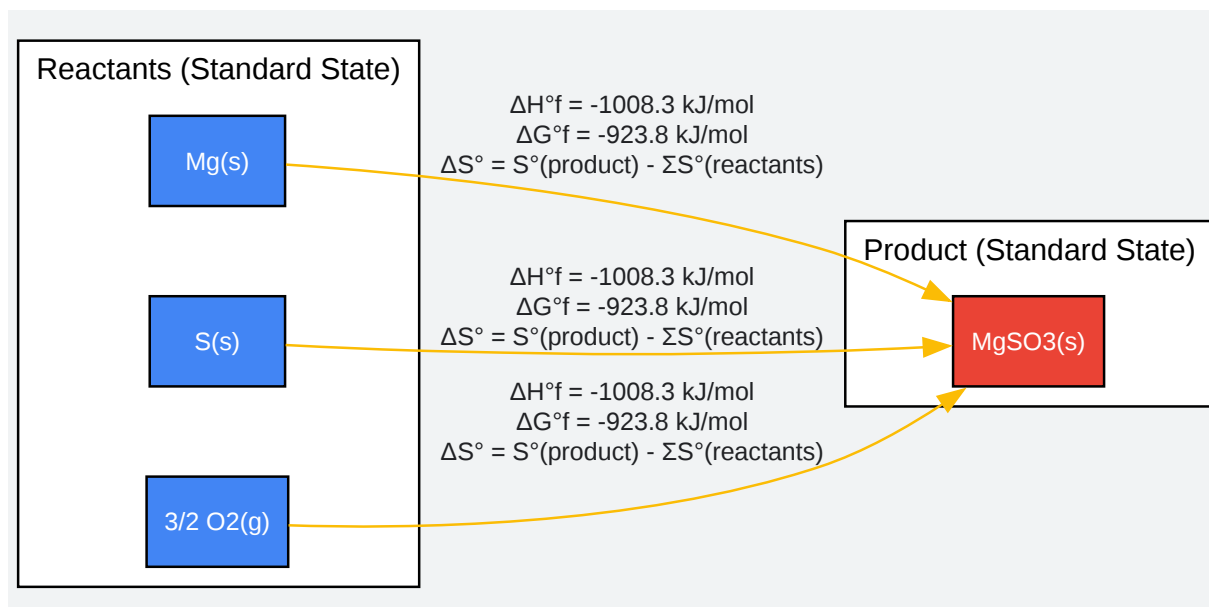 Reactants (Standard State)
Mg(s)
S(s)
3/2 O2(g)
ΔH°f = -1008.3 kJ/mol
ΔG°f = -923.8 kJ/mol
ΔS° = S°(product) - ΣS°(reactants)
ΔH°f = -1008.3 kJ/mol
ΔG°f = -923.8 kJ/mol
ΔS° = S°(product) - ΣS°(reactants)
ΔH°f = -1008.3 kJ/mol
ΔG°f = -923.8 kJ/mol
ΔS° = S°(product) - ΣS°(reactants)
Product (Standard State)
MgSO3(s)